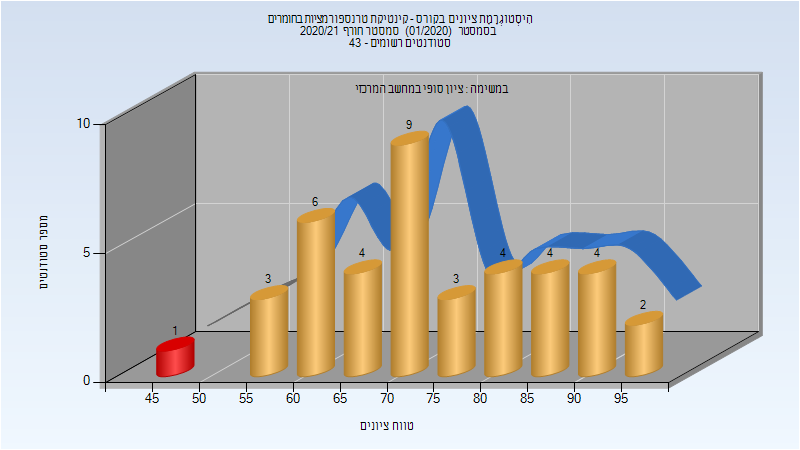 היסטוגרמת ציונים בקורס - קינטיקת טרנספורמציות בחומרים
בסמסטר (01/2020) סמסטר חורף 2020/21
סטודנטים רשומים - 43
במשימה : ציון סופי במחשב המרכזי
מספר סטודנטים
10
5
0
1
3
6
4
9
3
4
4
4
2
45 50 55 60 65 70 75 80 85 90 95
טווח ציונים